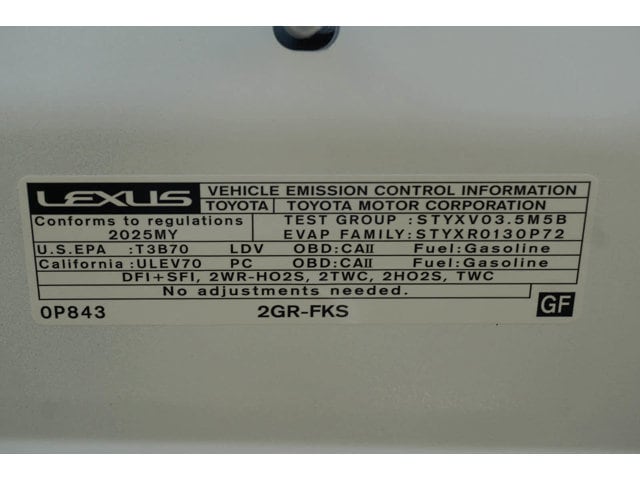 LEXUS VEHICLE EMISSION CONTROL INFORMATION
TOYOTA TOYOTA MOTOR CORPORATION
Conforms to regulations TEST GROUP :STYXV03.5M5B
2025MY EVAP FAMILY:STYXR0130P72
U.S.EPA :T3B70 LDV OBD:CAII Fuel:Gasoline
California :ULEV70 PC OBD:CAII Fuel:Gasoline
DFI+SFI, 2WR-HO2S, 2TWC, 2HO2S, TWC
No adjustments needed.
0P843 2GR-FKS GF